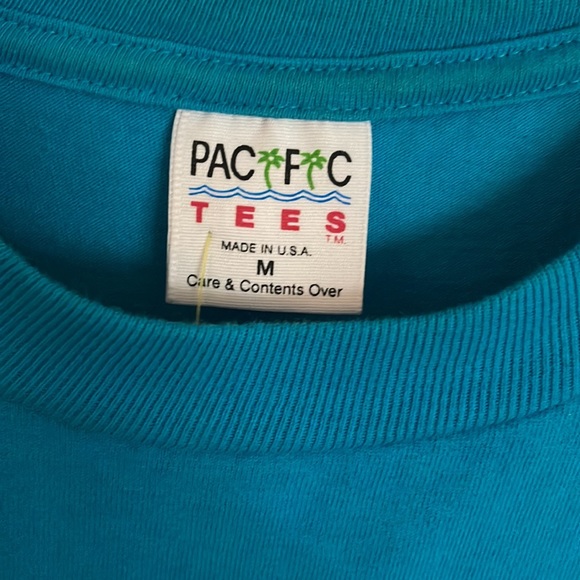 PACIFIC
TEES
T.M.
MADE IN U.S.A.
M
Care & Contents Over